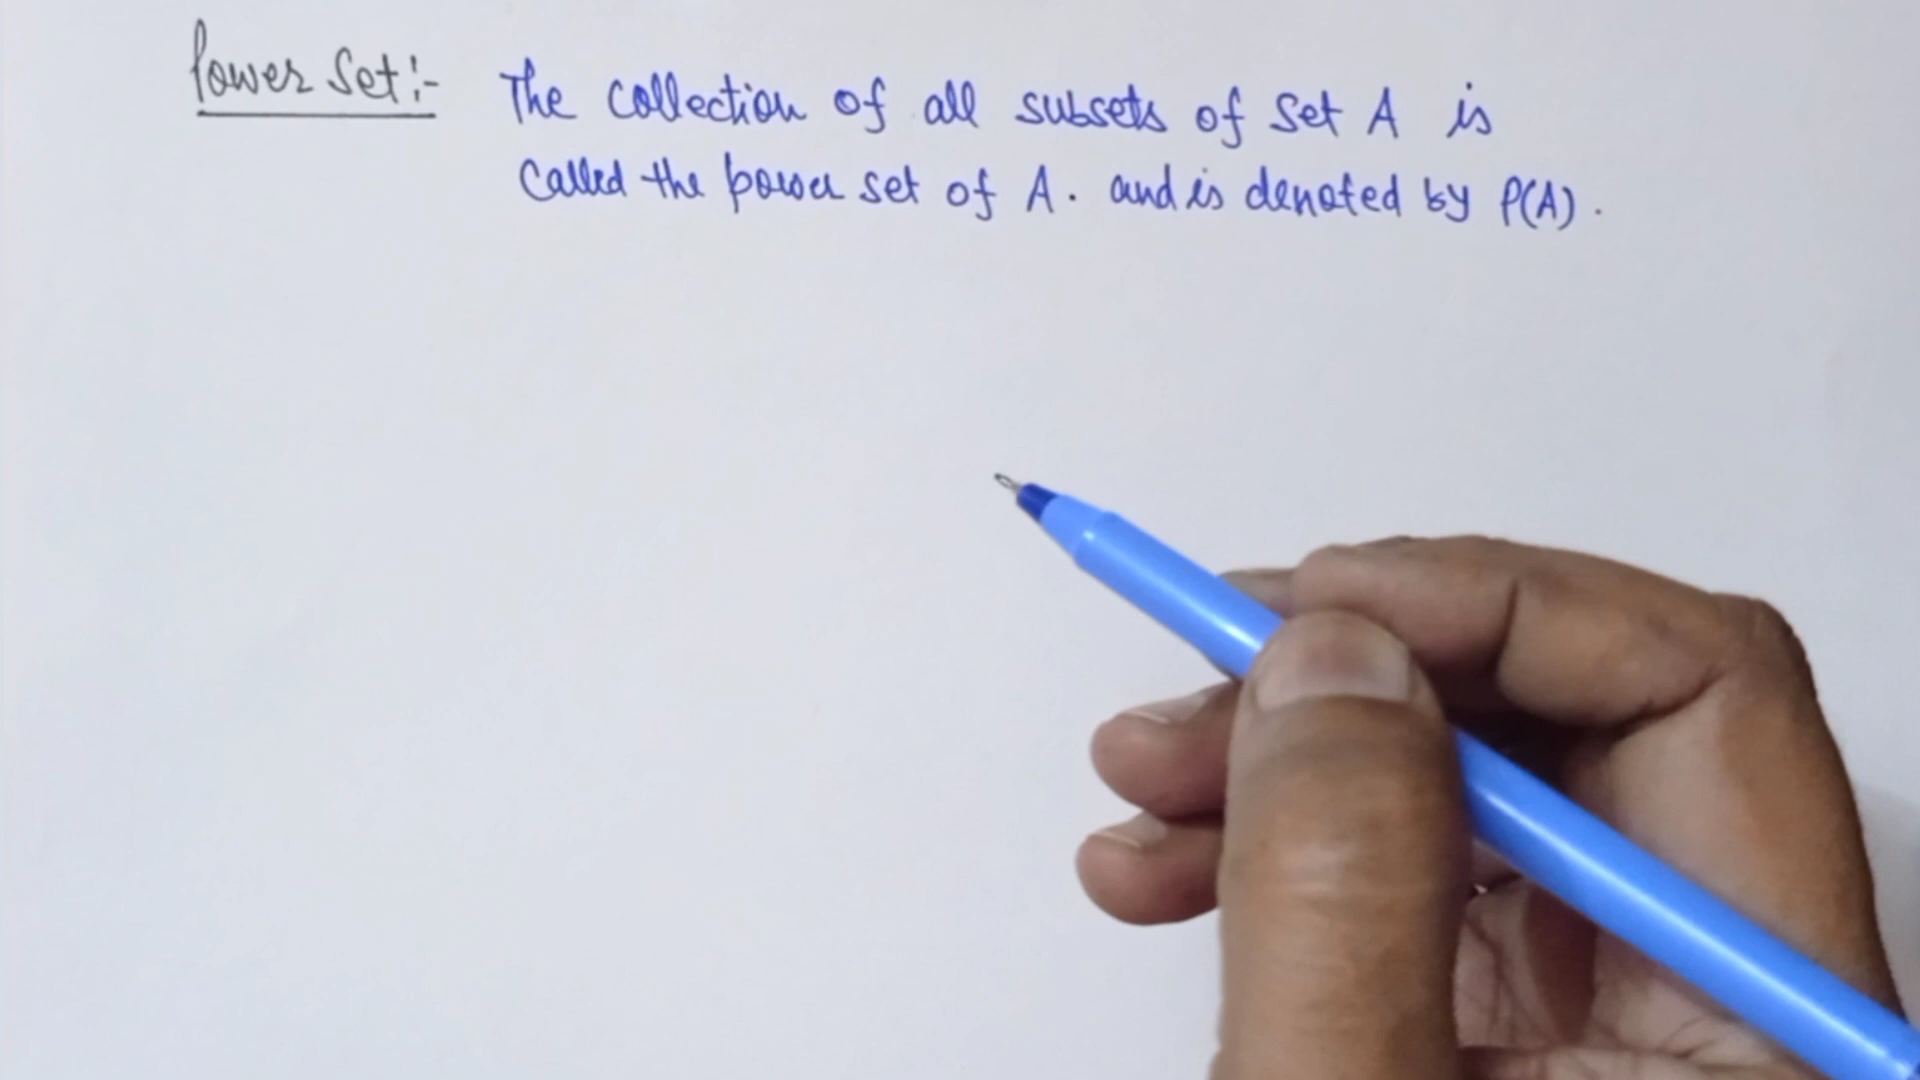 Power Set:- The Collection of all subsets of Set A is
Called the power set of A. and is denoted by P(A).